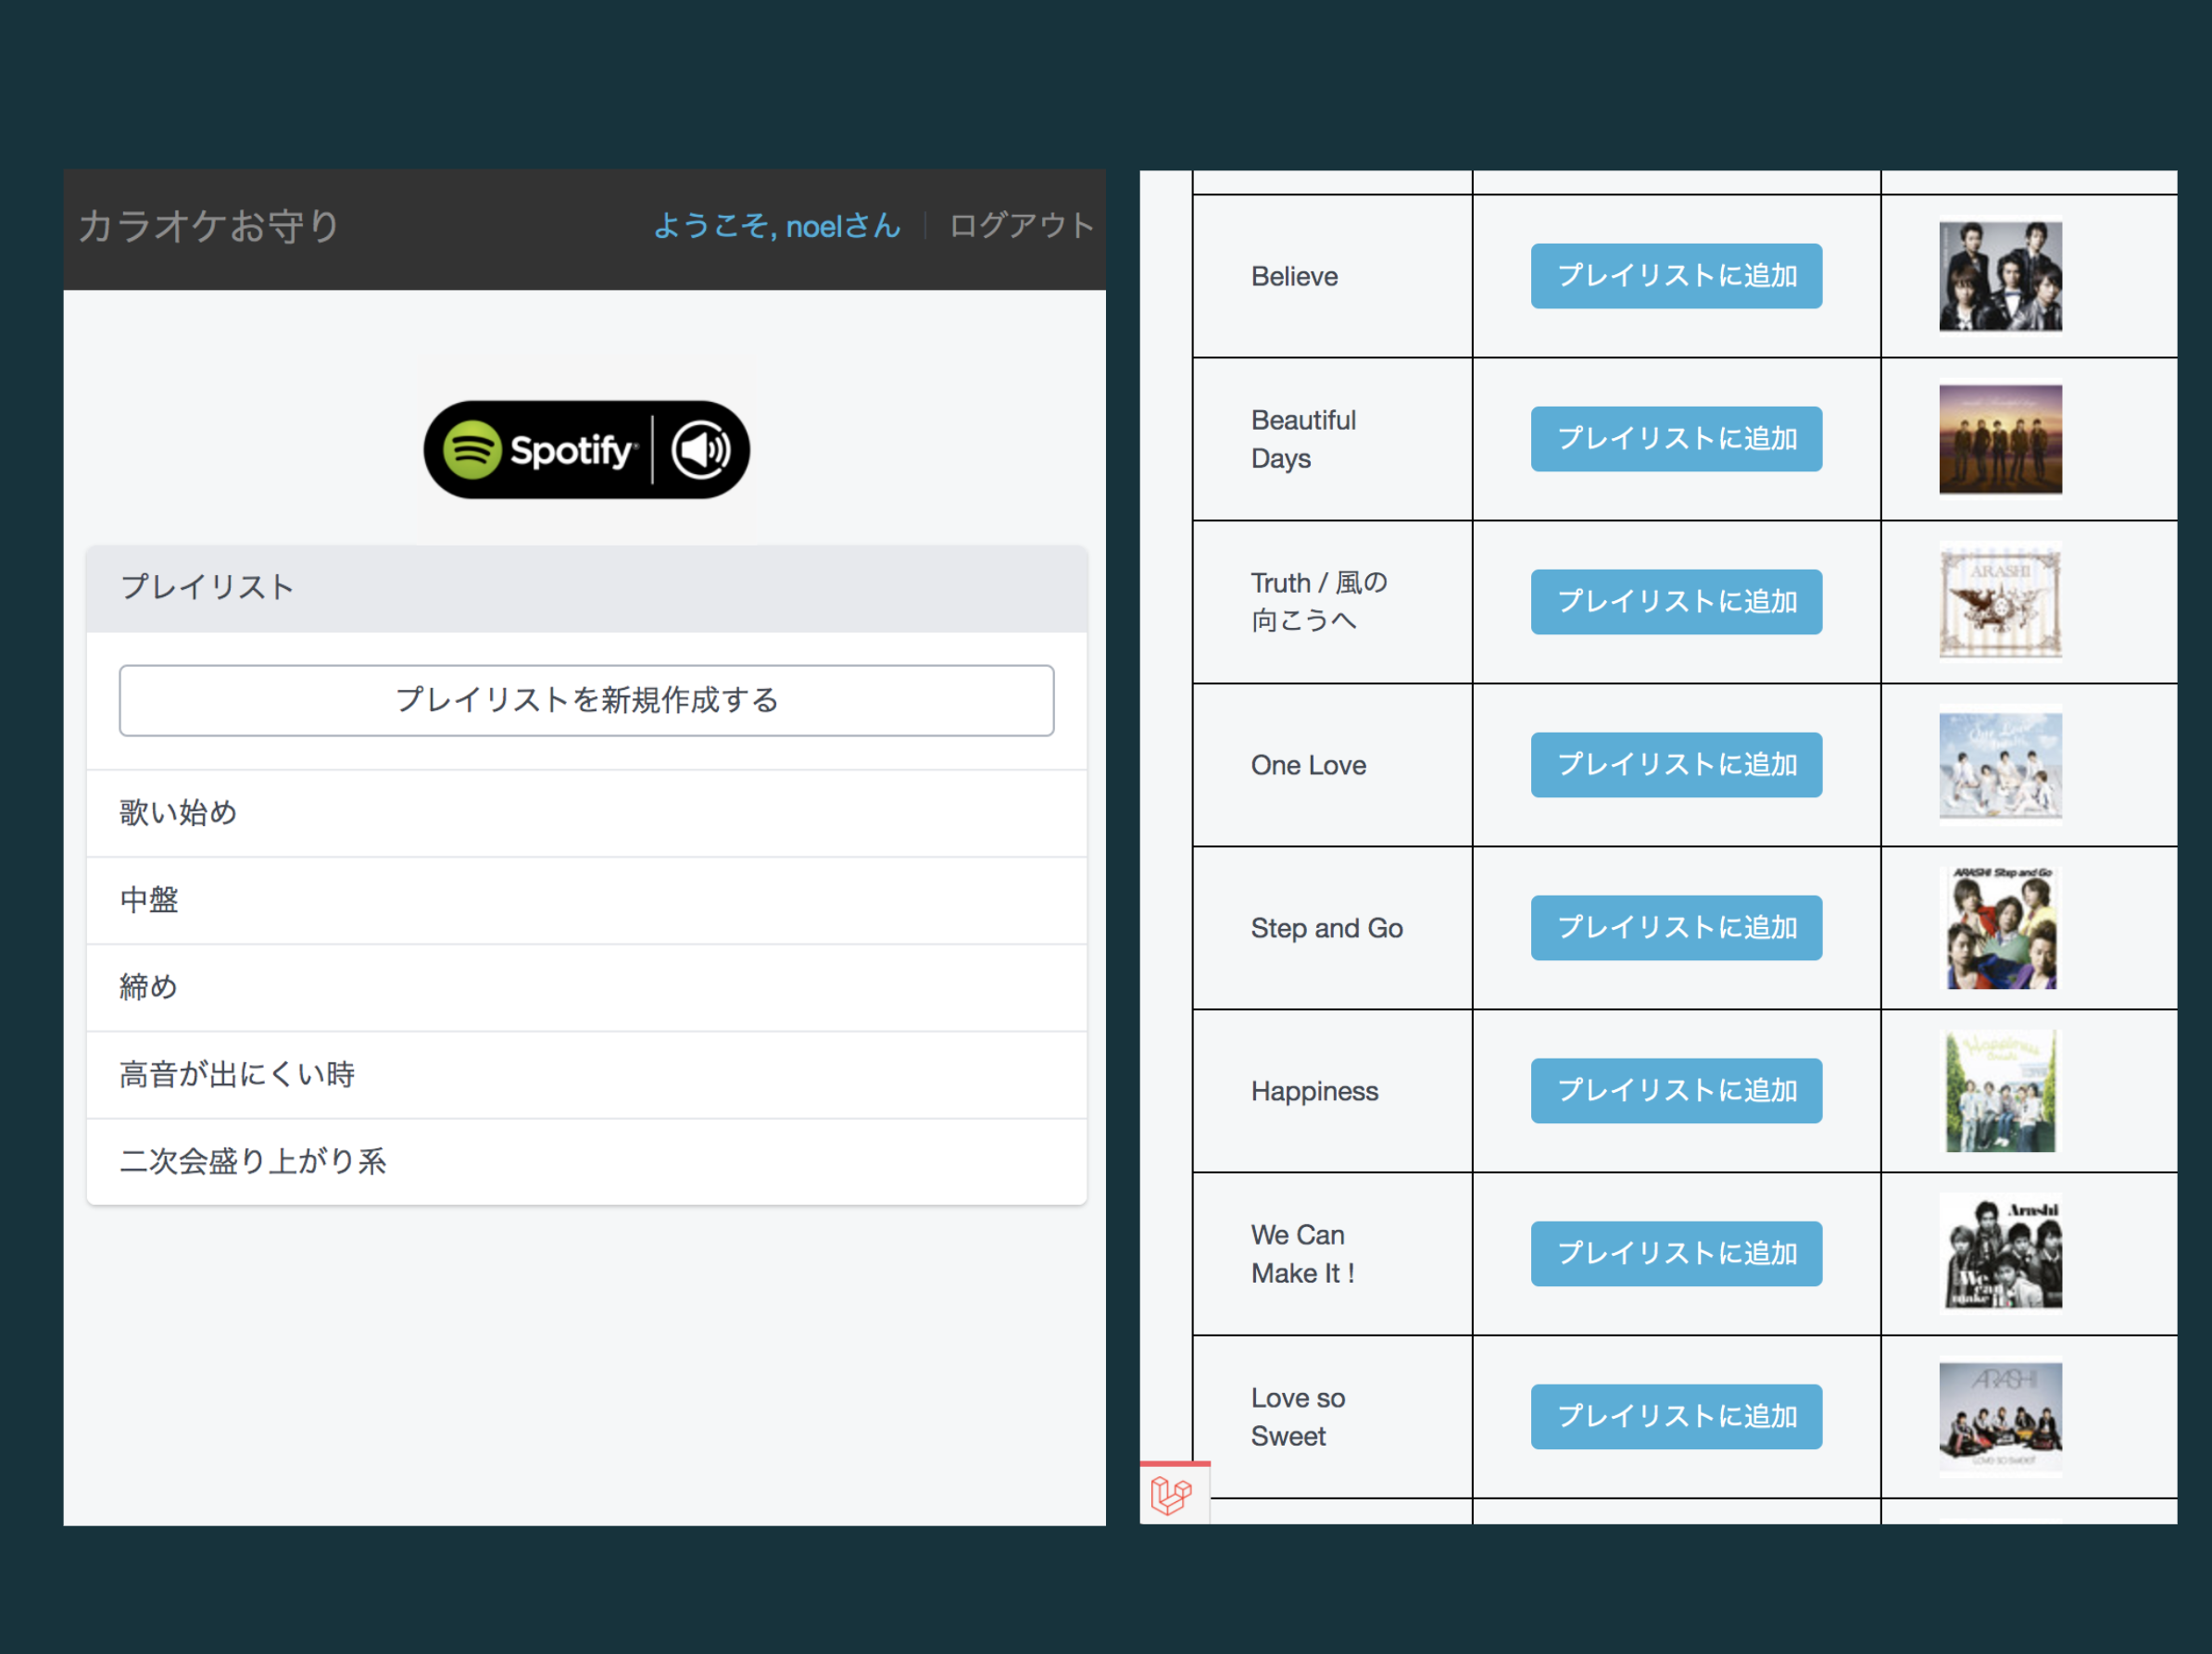 カラオケお守り
ようこそ, noelさん
ログアウト
Spotify
プレイリスト
プレイリストを新規作成する
歌い始め
中盤
締め
高音が出にくい時
二次会盛り上がり系
Believe
プレイリストに追加
Beautiful
Days
プレイリストに追加
Truth / 風の
向こうへ
プレイリストに追加
ARASHI
One Love
プレイリストに追加
Step and Go
プレイリストに追加
ARASHI Step and Go
Happiness
プレイリストに追加
Happiness
We Can
Make It !
プレイリストに追加
Arashi
We
can
make it!
Love so
Sweet
プレイリストに追加
ARASHI
Love so sweet